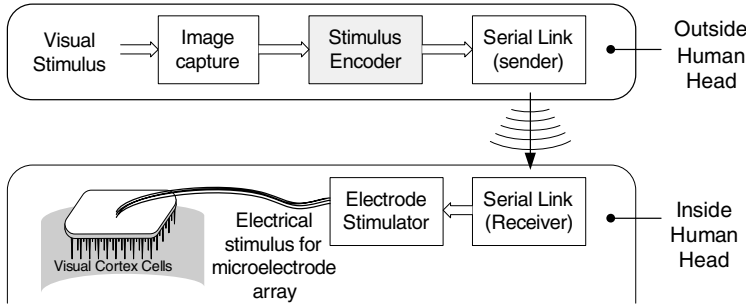 Visual
Stimulus
Image
capture
Stimulus
Encoder
Serial Link
(sender)
Outside
Human
Head
Electrical
stimulus for
microelectrode
array
Visual Cortex Cells
Electrode
Stimulator
Serial Link
(Receiver)
Inside
Human
Head